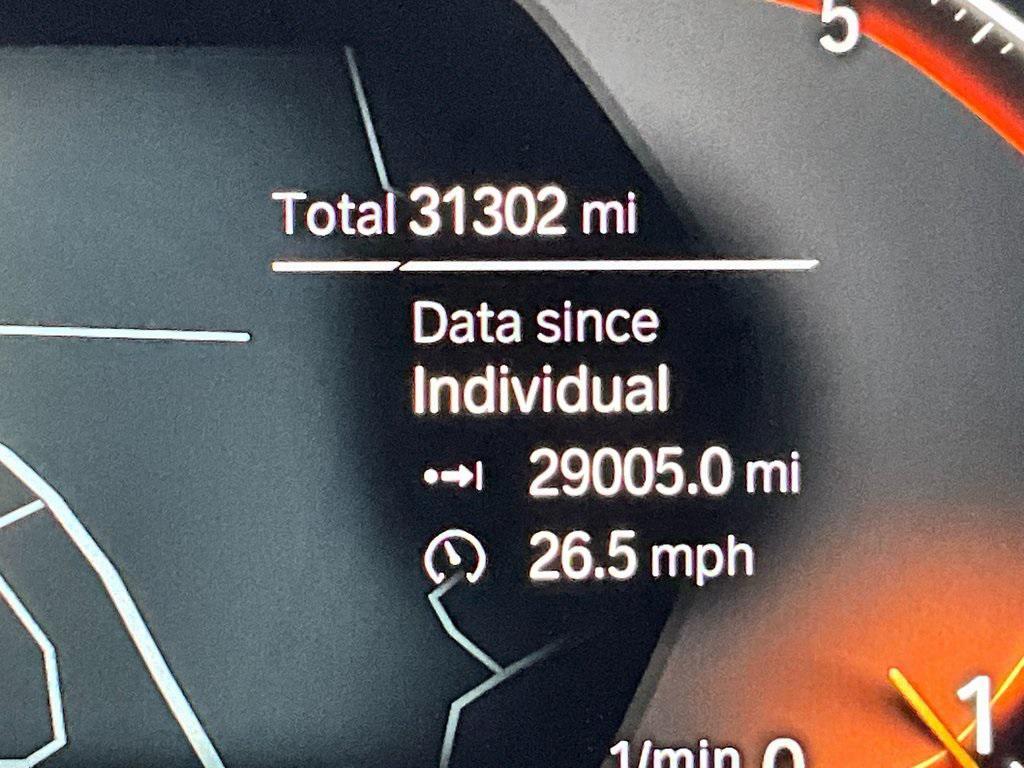 5
Total 31302 mi
Data since
Individual
29005.0 mi
26.5 mph
1
1/min 0